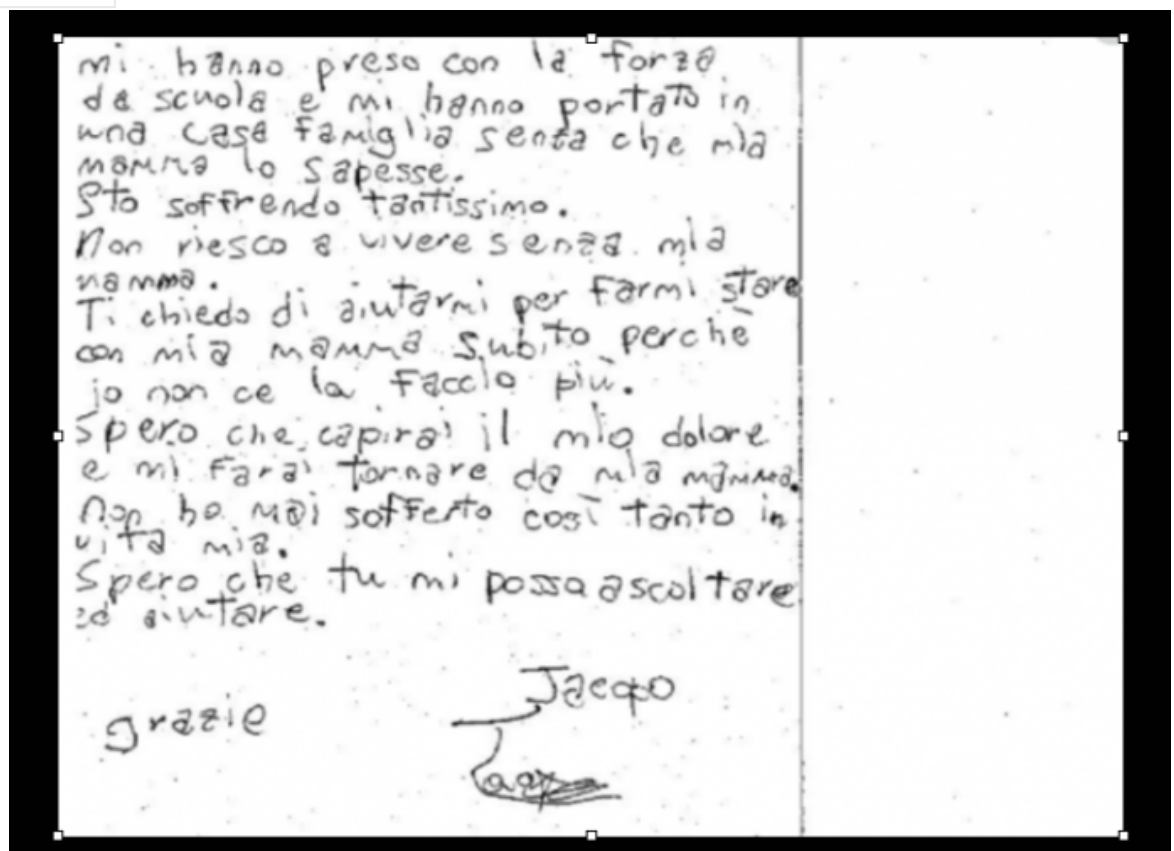 mi hanno preso con la forza
da scuola e mi hanno portato in
una casa famiglia senza che mia
mamma lo sapesse.
Sto soffrendo tantissimo.
Non riesco a vivere senza mia
mamma.
Ti chiedo di aiutarmi per farmi stare
con mia mamma subito perchè
io non ce la faccio più.
Spero che capirai il mio dolore
e mi farai tornare da mia mamma.
Non ho mai sofferto così tanto in
vita mia.
Spero che tu mi possa ascoltare
ed aiutare.
Jacopo
grazie